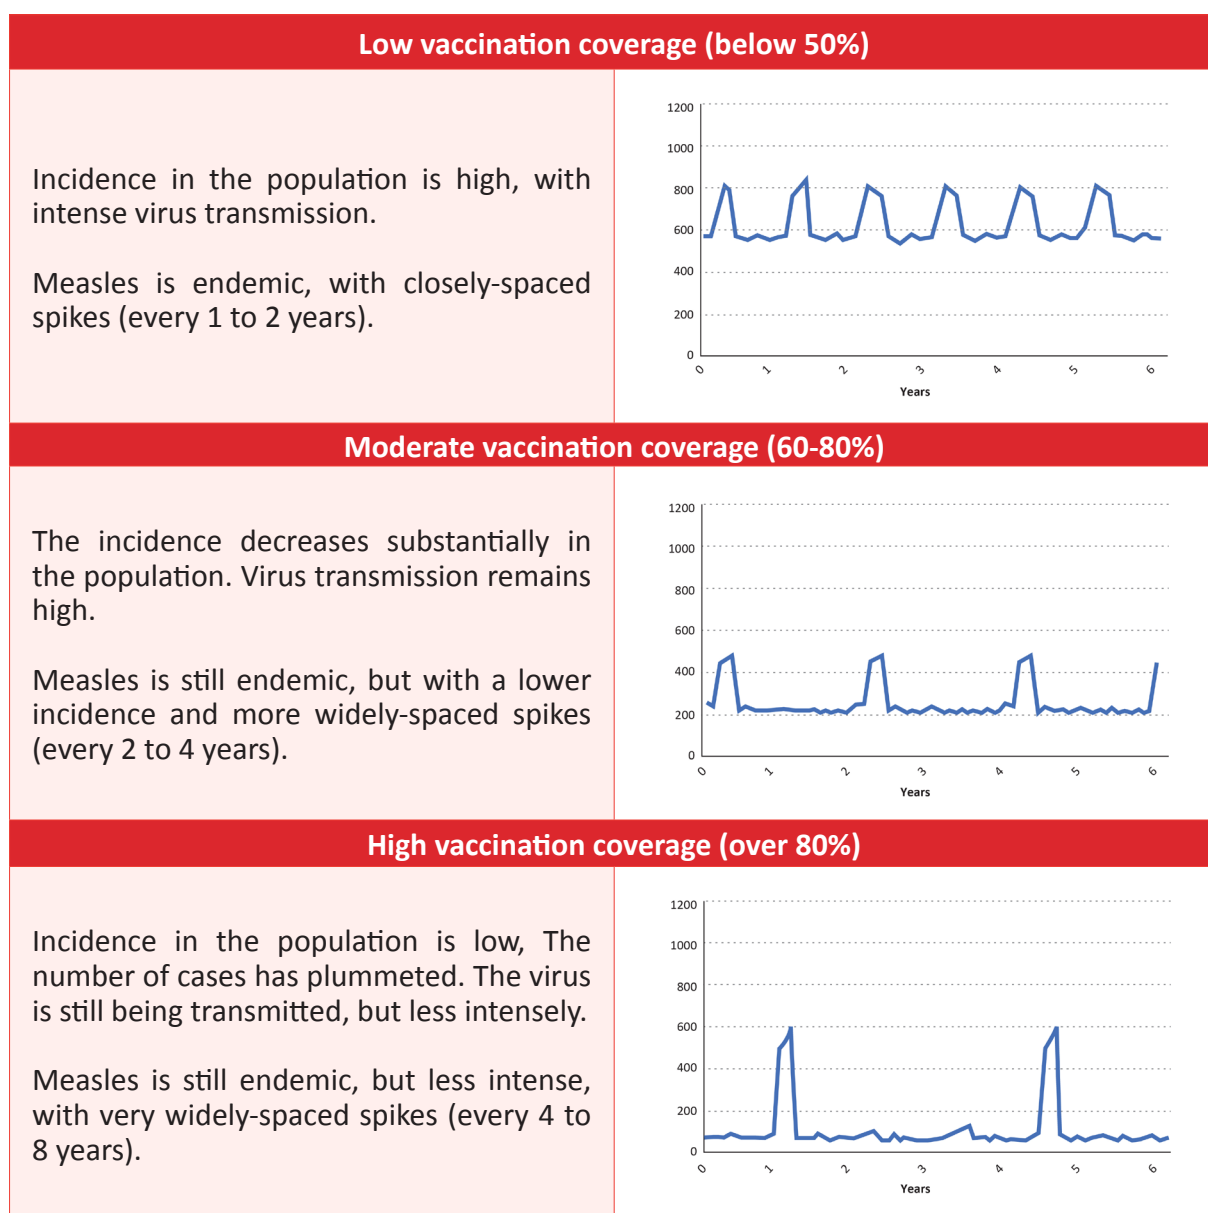 Low vaccination coverage (below 50%)
Incidence in the population is high, with
intense virus transmission.
Measles is endemic, with closely-spaced
spikes (every 1 to 2 years).
1200
1000
800
600
400
200
0
0 1 2 3 4 5 6
Years
Moderate vaccination coverage (60-80%)
The incidence decreases substantially in
the population. Virus transmission remains
high.
Measles is still endemic, but with a lower
incidence and more widely-spaced spikes
(every 2 to 4 years).
1200
1000
800
600
400
200
0
0 1 2 3 4 5 6
Years
High vaccination coverage (over 80%)
Incidence in the population is low, The
number of cases has plummeted. The virus
is still being transmitted, but less intensely.
Measles is still endemic, but less intense,
with very widely-spaced spikes (every 4 to
8 years).
1200
1000
800
600
400
200
0
0 1 2 3 4 5 6
Years